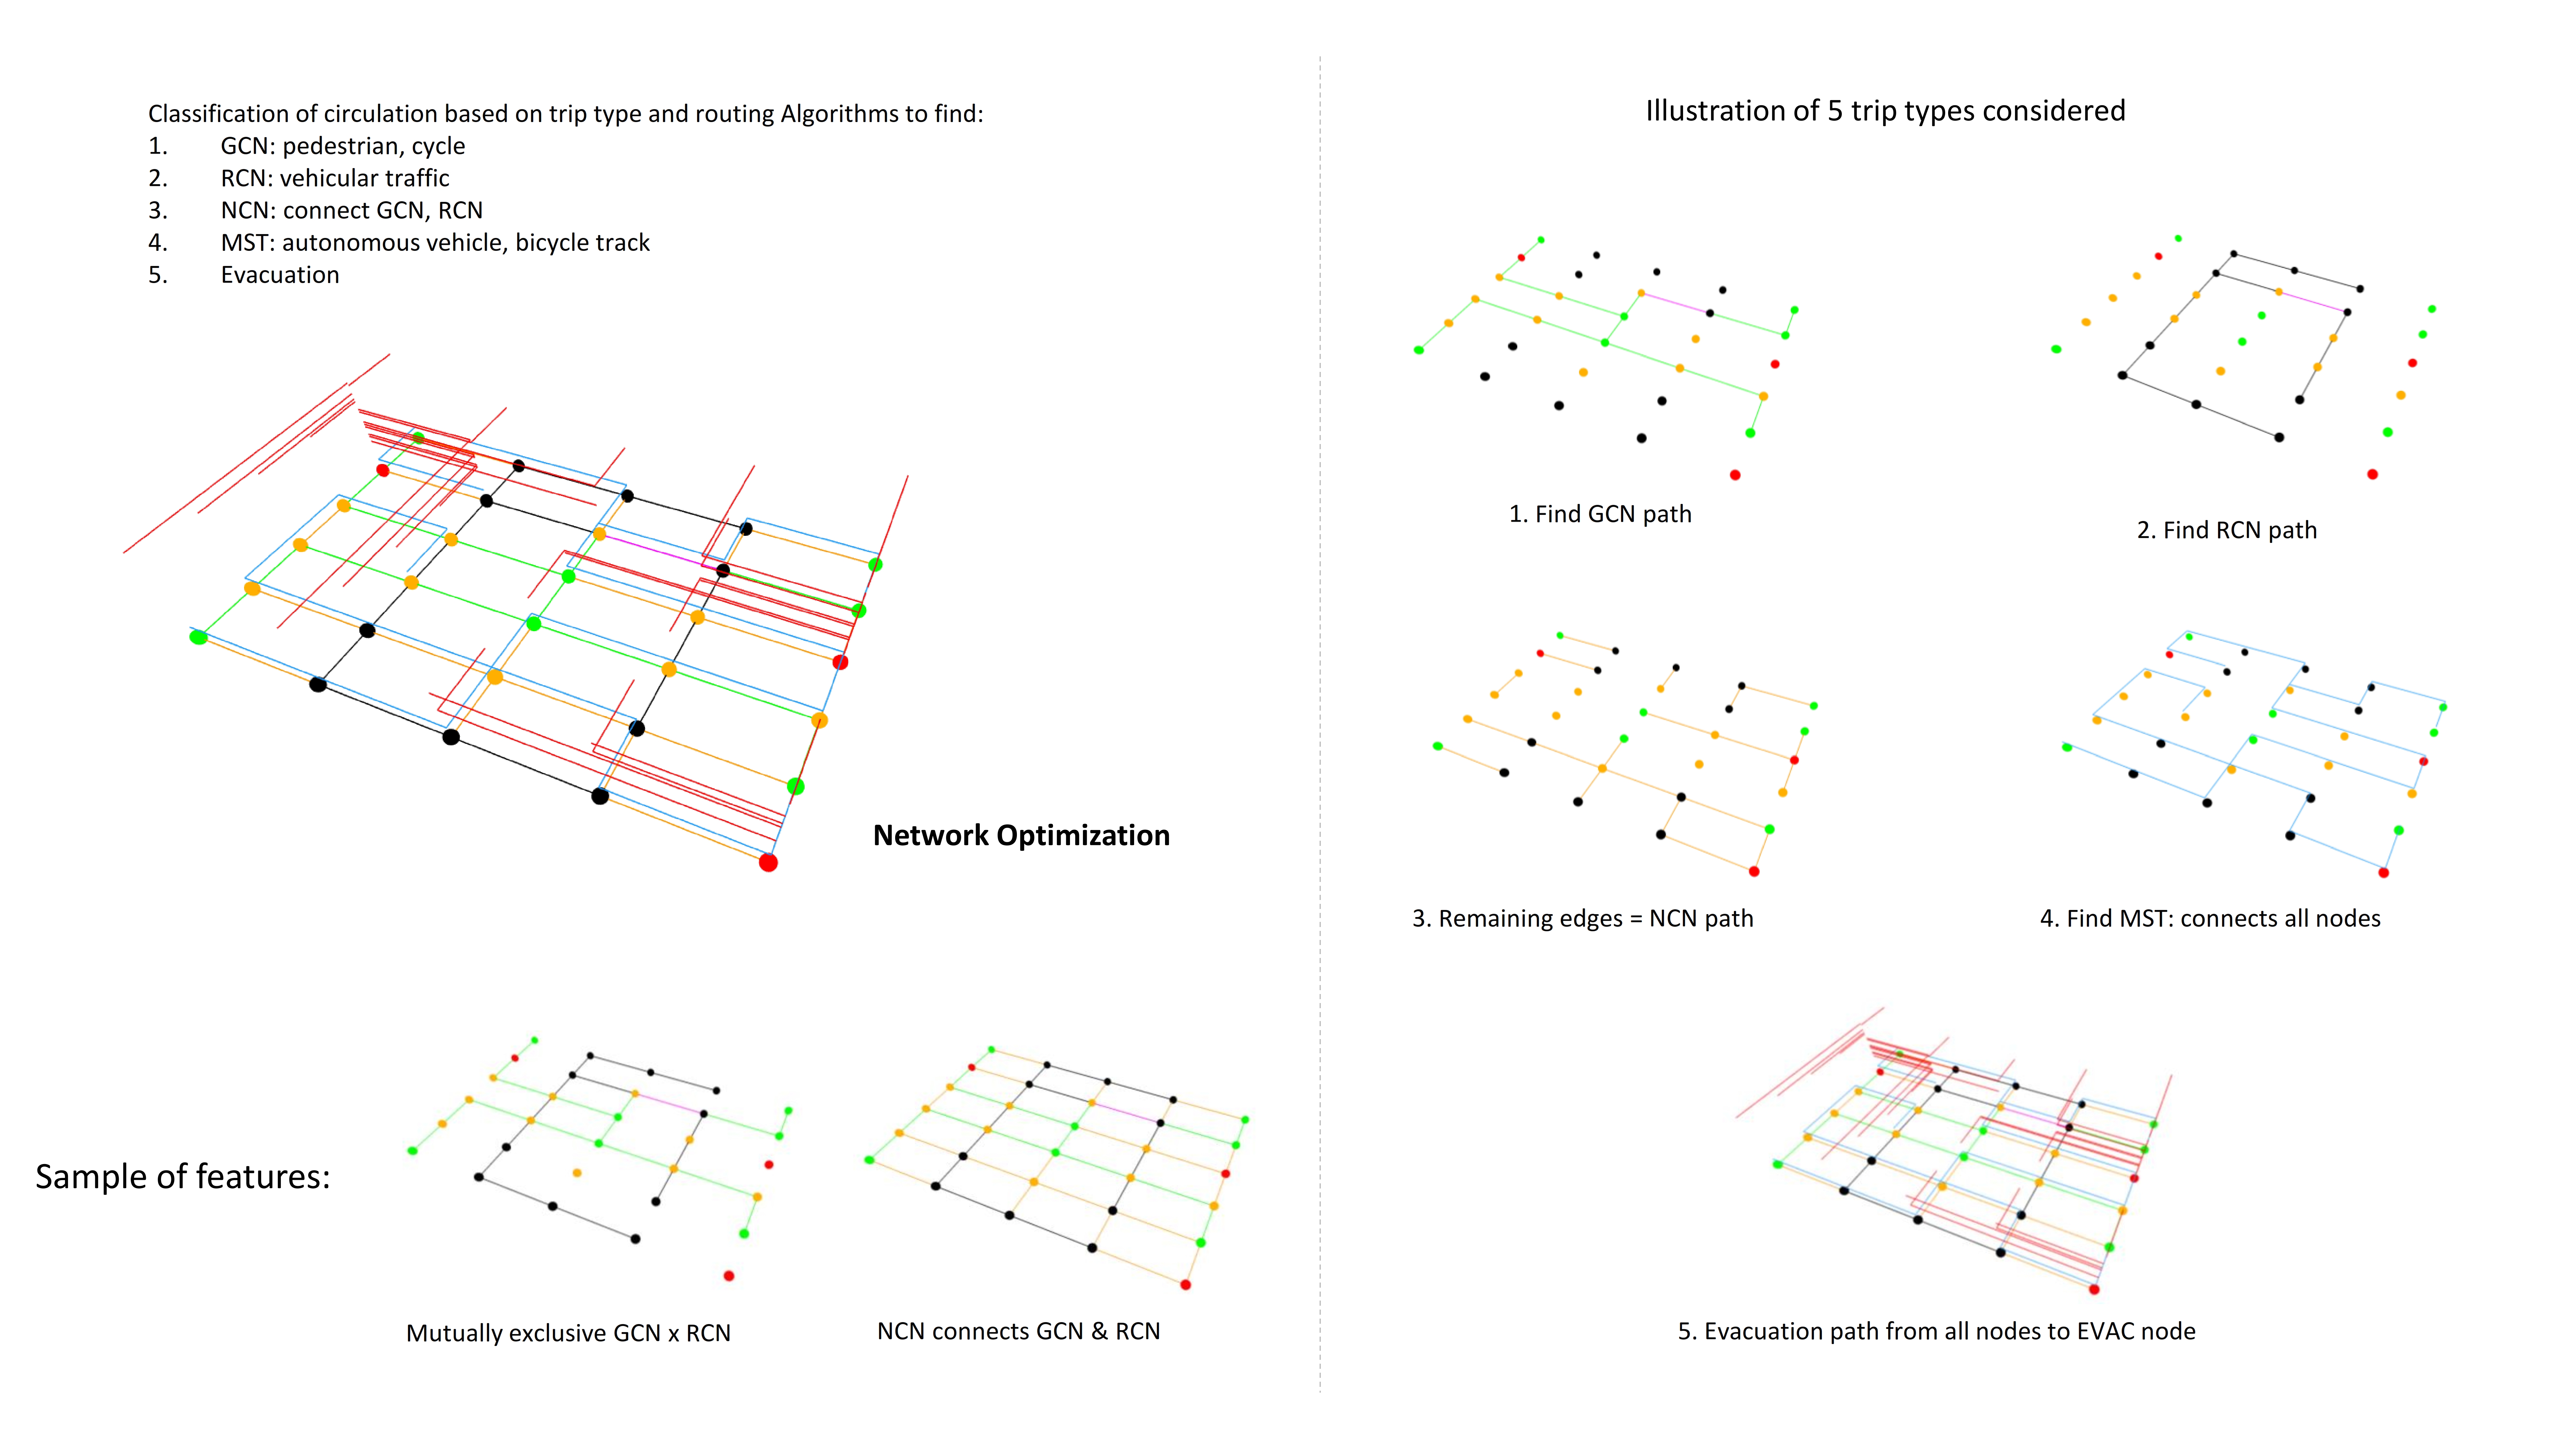 Classification of circulation based on trip type and routing Algorithms to find:
1. GCN: pedestrian, cycle
2. RCN: vehicular traffic
3. NCN: connect GCN, RCN
4. MST: autonomous vehicle, bicycle track
5. Evacuation
Network Optimization
Sample of features:
Mutually exclusive GCN x RCN
NCN connects GCN & RCN
Illustration of 5 trip types considered
1. Find GCN path
2. Find RCN path
3. Remaining edges = NCN path
4. Find MST: connects all nodes
5. Evacuation path from all nodes to EVAC node